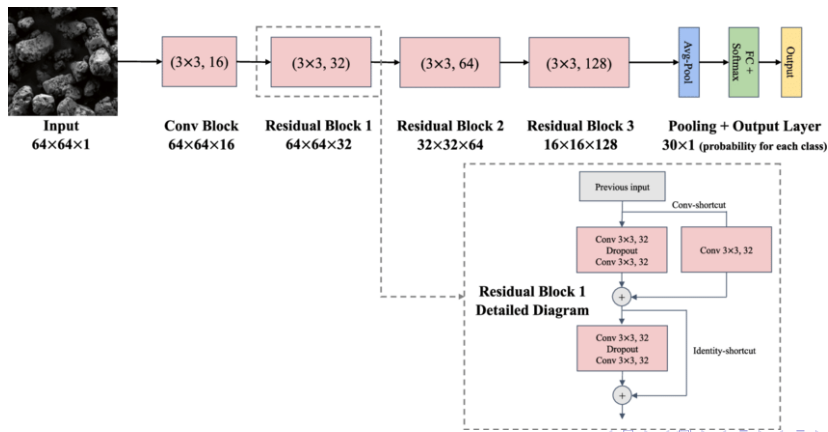 (3×3, 16)
(3×3, 32)
(3×3, 64)
(3×3, 128)
Avg-Pool
FC +
Softmax
Output
Input
64×64×1
Conv Block
64×64×16
Residual Block 1
64×64×32
Residual Block 2
32×32×64
Residual Block 3
16×16×128
Pooling + Output Layer
30×1 (probability for each class)
Previous input
Conv-shortcut
Conv 3×3, 32
Dropout
Conv 3×3, 32
Conv 3×3, 32
+
Residual Block 1
Detailed Diagram
Conv 3×3, 32
Dropout
Conv 3×3, 32
Identity-shortcut
+